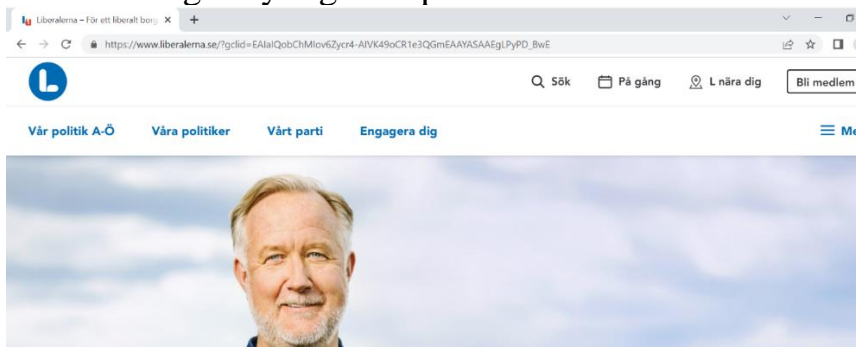 Liberalerna – För ett liberalt borg
https://www.liberalerna.se/?gclid=EAIaIQobChMIov6Zycr4-AIVK49oCR1e3QGmEAAYASAAEgLPyPD_BwE
L
Sök På gång L nära dig Bli medlem
Vår politik A-Ö Våra politiker Vårt parti Engagera dig Me